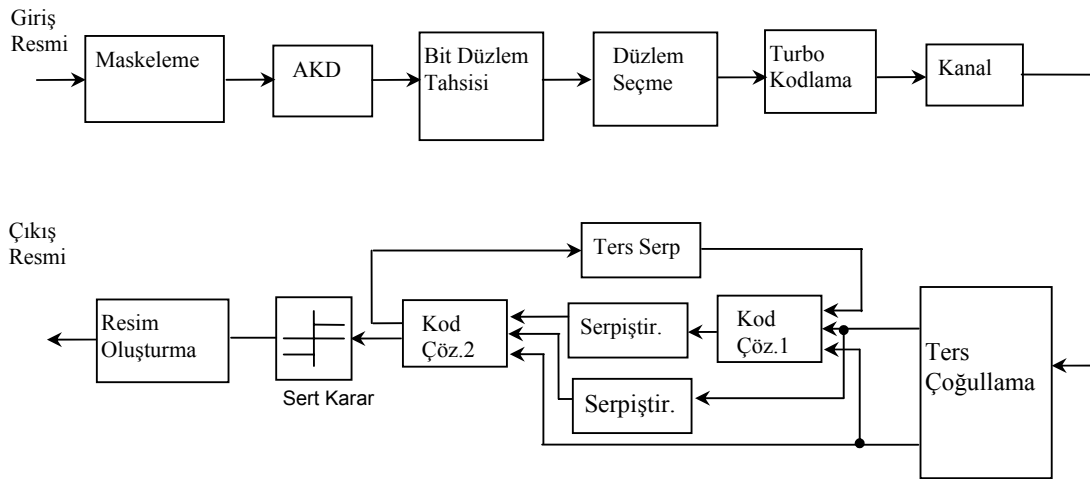 Giriş
Resmi
Maskeleme
AKD
Bit Düzlem
Tahsisi
Düzlem
Seçme
Turbo
Kodlama
Kanal
Çıkış
Resmi
Ters Serp
Resim
Oluşturma
Sert Karar
Kod
Çöz.2
Serpiştir.
Serpiştir.
Kod
Çöz.1
Ters
Çoğullama